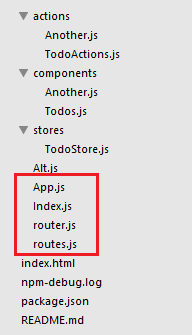 actions
Another.js
TodoActions.js
components
Another.js
Todos.js
stores
TodoStore.js
Alt.js
App.js
Index.js
router.js
routes.js
index.html
npm-debug.log
package.json
README.md